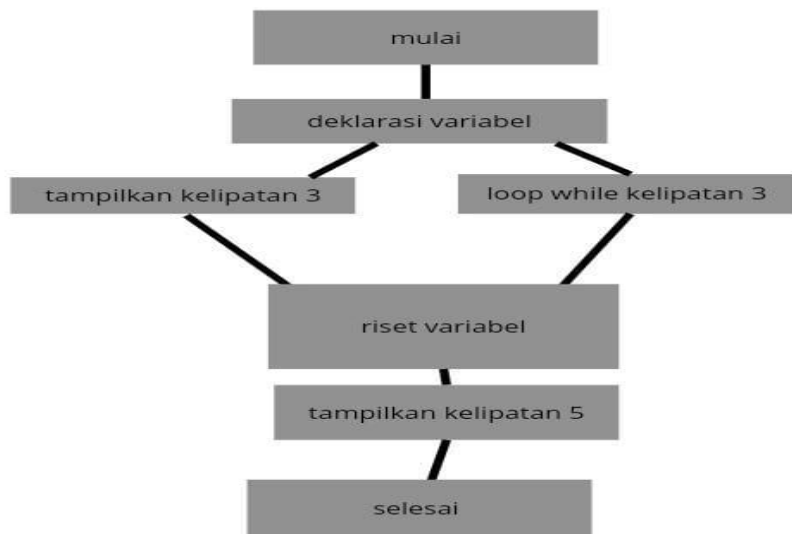 mulai
deklarasi variabel
tampilkan kelipatan 3
loop while kelipatan 3
riset variabel
tampilkan kelipatan 5
selesai